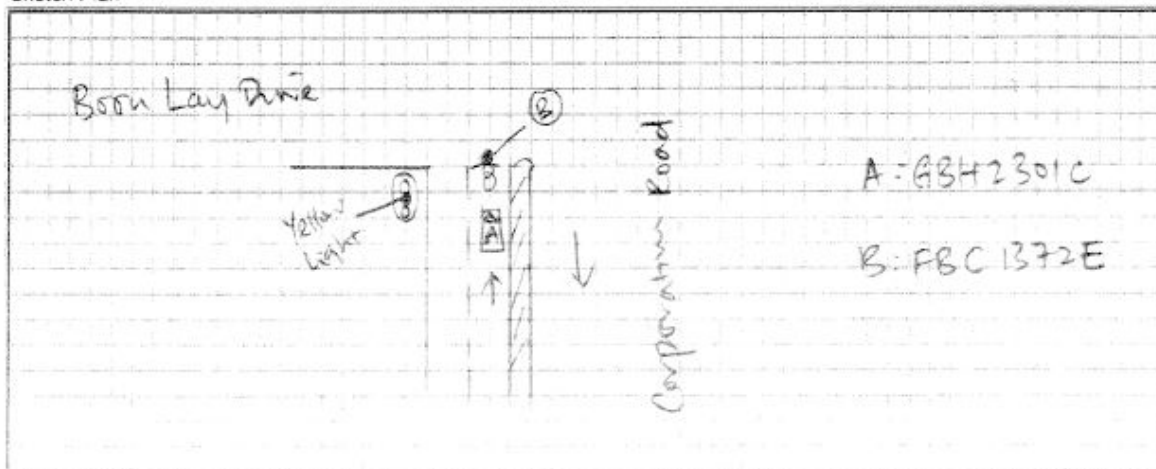 Boon Lay Drive
B
Yellow
Light
B
A
Corporation Road
A: GBH2301C
B: FBC1372E